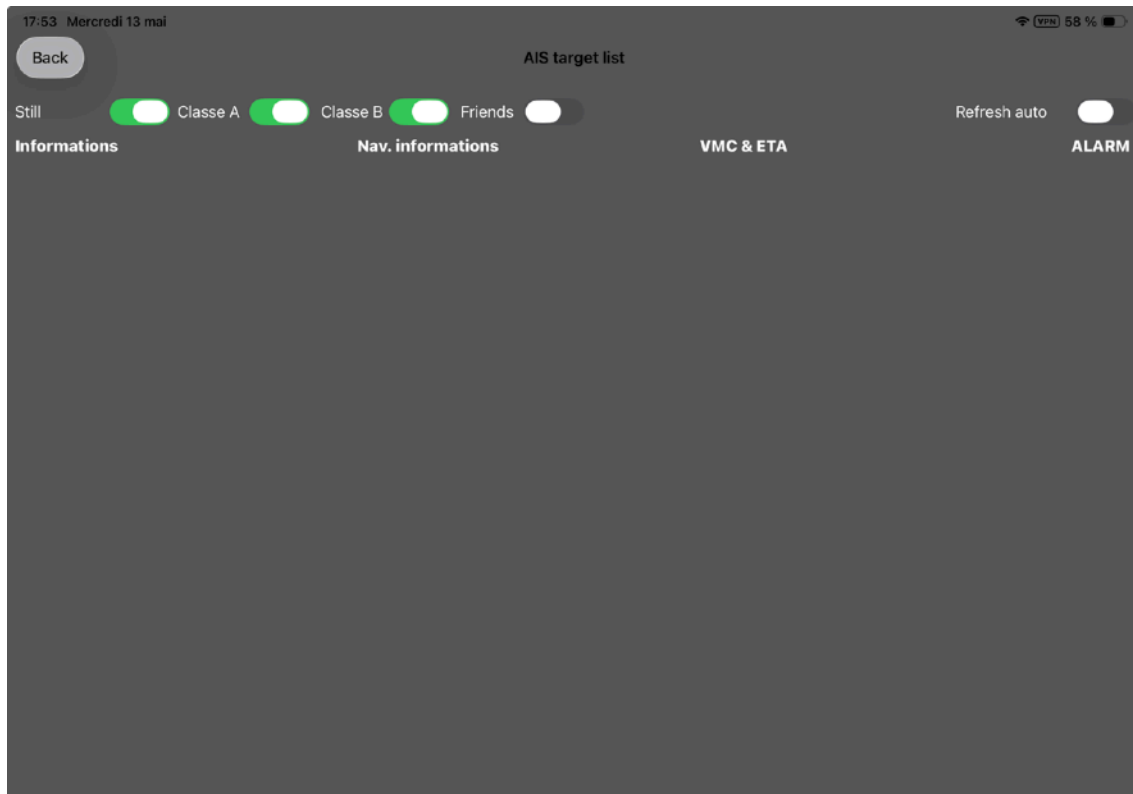 17:53 Mercredi 13 mai VPN 58 %
Back AIS target list
Still Classe A Classe B Friends Refresh auto
Informations Nav. informations VMC & ETA ALARM